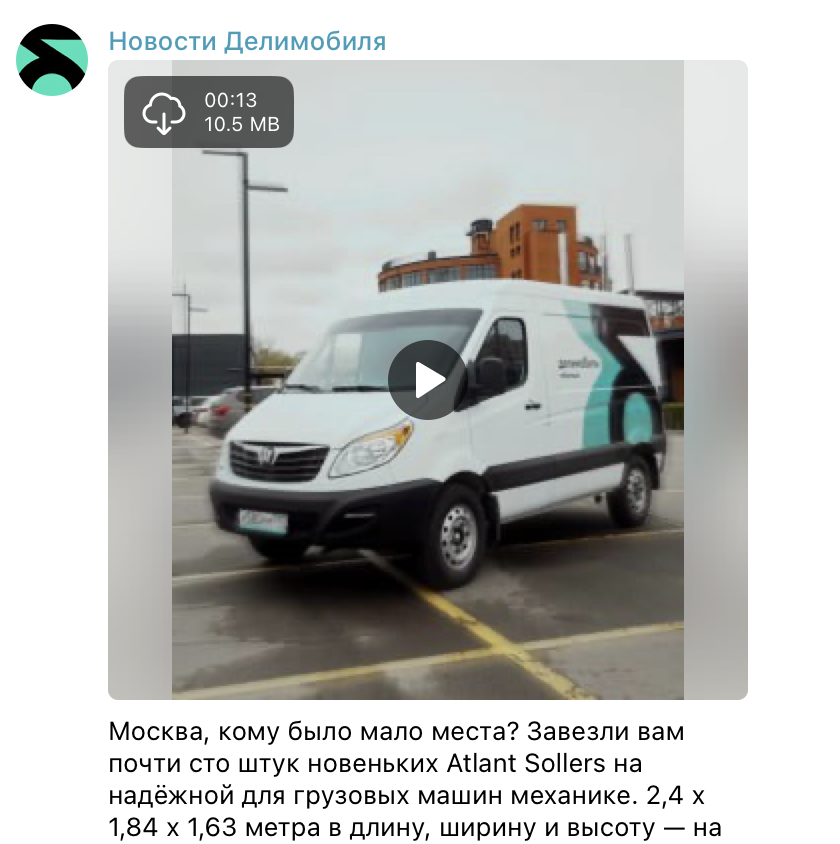 Новости Делимобиля
00:13
10.5 MB
делимобиль
Москва, кому было мало места? Завезли вам
почти сто штук новеньких Atlant Sollers на
надёжной для грузовых машин механике. 2,4 х
1,84 х 1,63 метра в длину, ширину и высоту — на